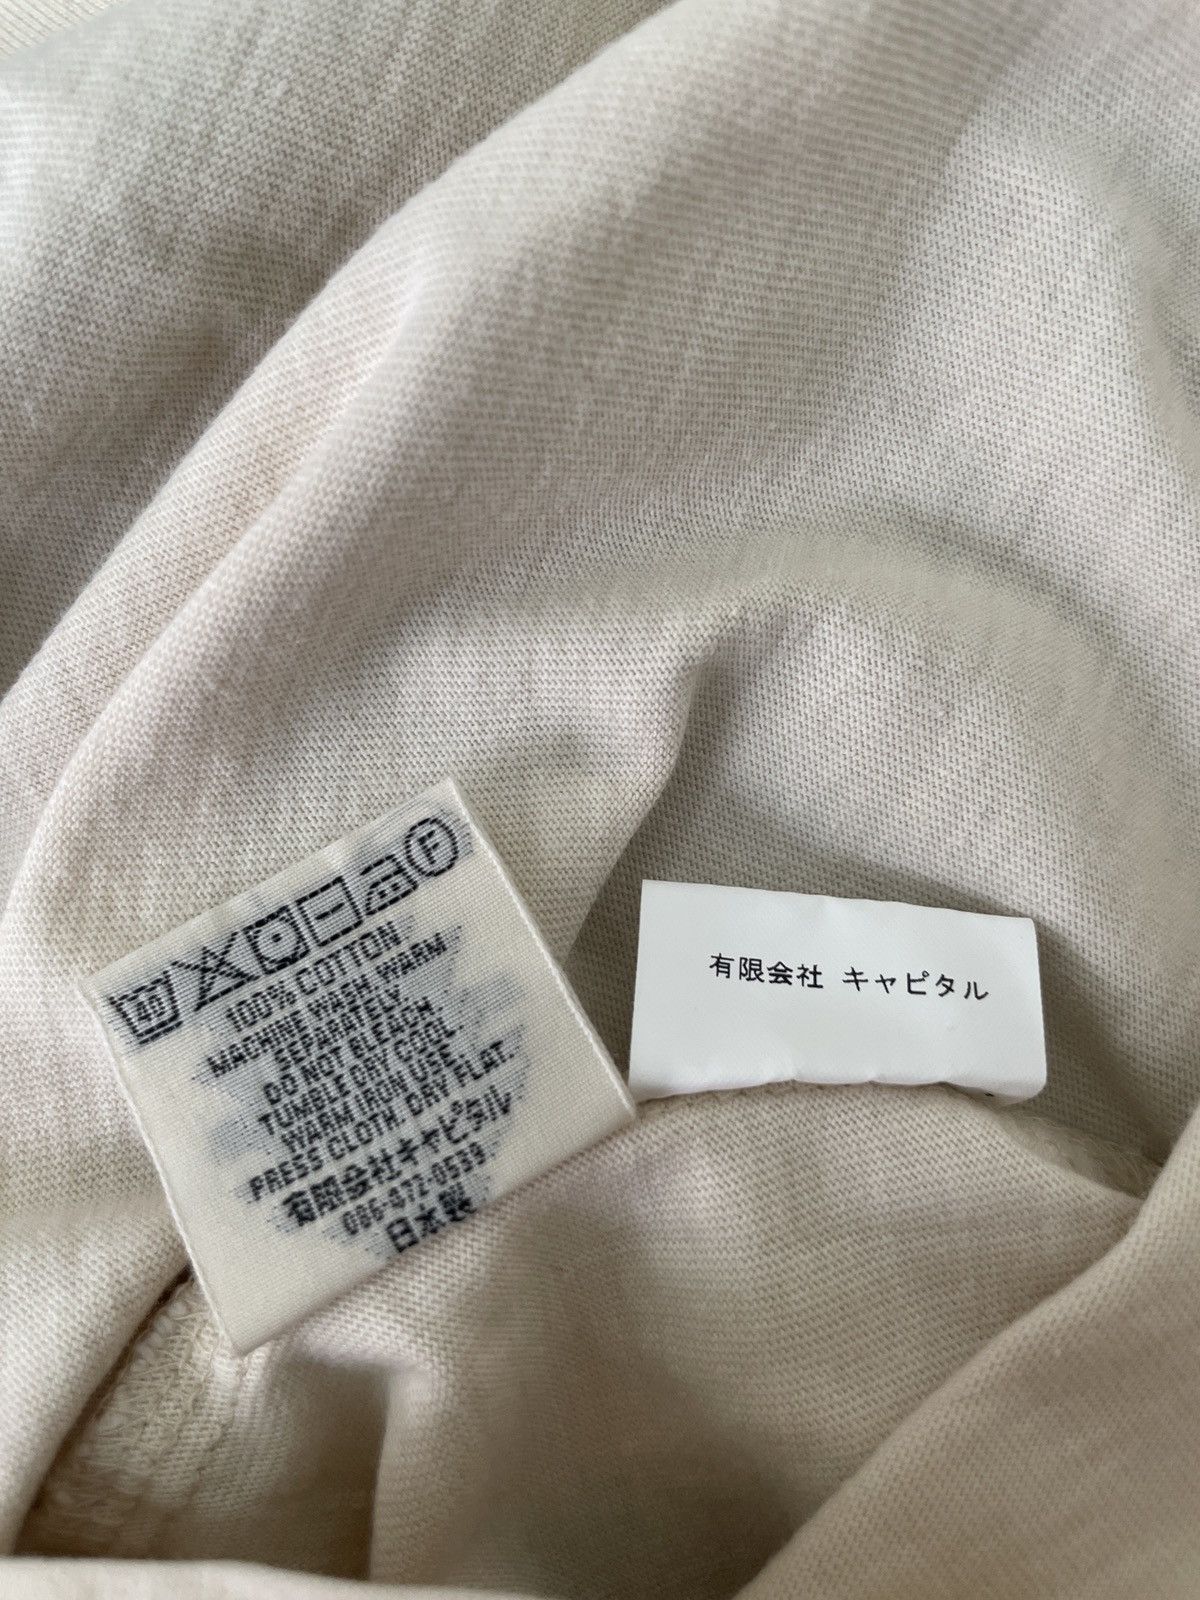 40 F
100% COTTON
MACHINE WASH, WARM
SEPARATELY.
DO NOT BLEACH.
TUMBLE DRY COOL
WARM IRON. USE
PRESS CLOTH. DRY FLAT.
有限会社キャピタル
086-472-0539
日本製
有限会社 キャピタル